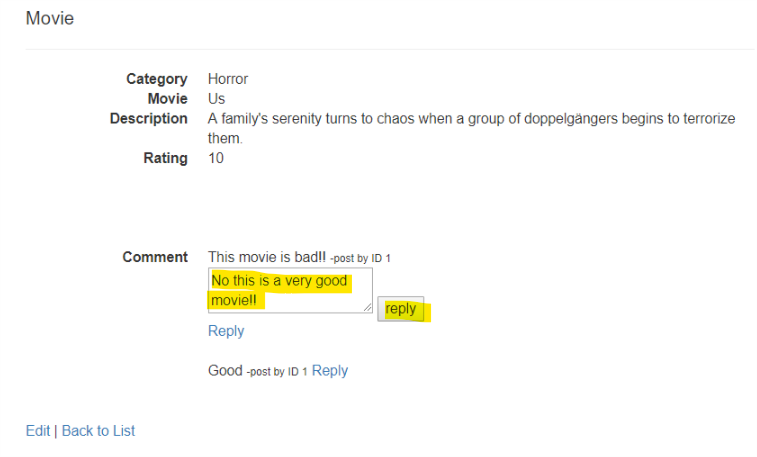 Movie
Category Horror
Movie Us
Description A family's serenity turns to chaos when a group of doppelgängers begins to terrorize
them.
Rating 10
Comment This movie is bad!! -post by ID 1
No this is a very good
movie!!
reply
Reply
Good -post by ID 1 Reply
Edit | Back to List